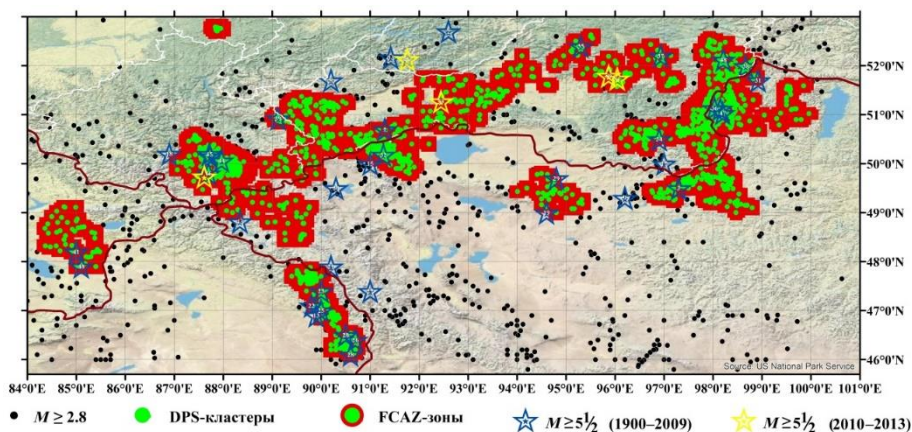 52°0'N
51°0'N
50°0'N
49°0'N
48°0'N
47°0'N
46°0'N
Source: US National Park Service
84°0'E 85°0'E 86°0'E 87°0'E 88°0'E 89°0'E 90°0'E 91°0'E 92°0'E 93°0'E 94°0'E 95°0'E 96°0'E 97°0'E 98°0'E 99°0'E 100°0'E 101°0'E
M ≥ 2.8 DPS-кластеры FCAZ-зоны M ≥ 5½ (1900–2009) M ≥ 5½ (2010–2013)